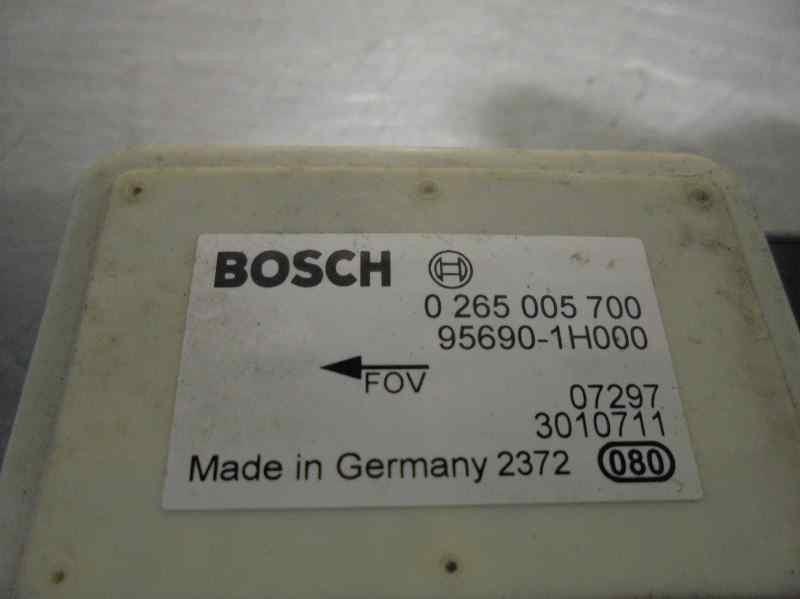 BOSCH
0 265 005 700
95690-1H000
FOV
07297
3010711
Made in Germany 2372 080